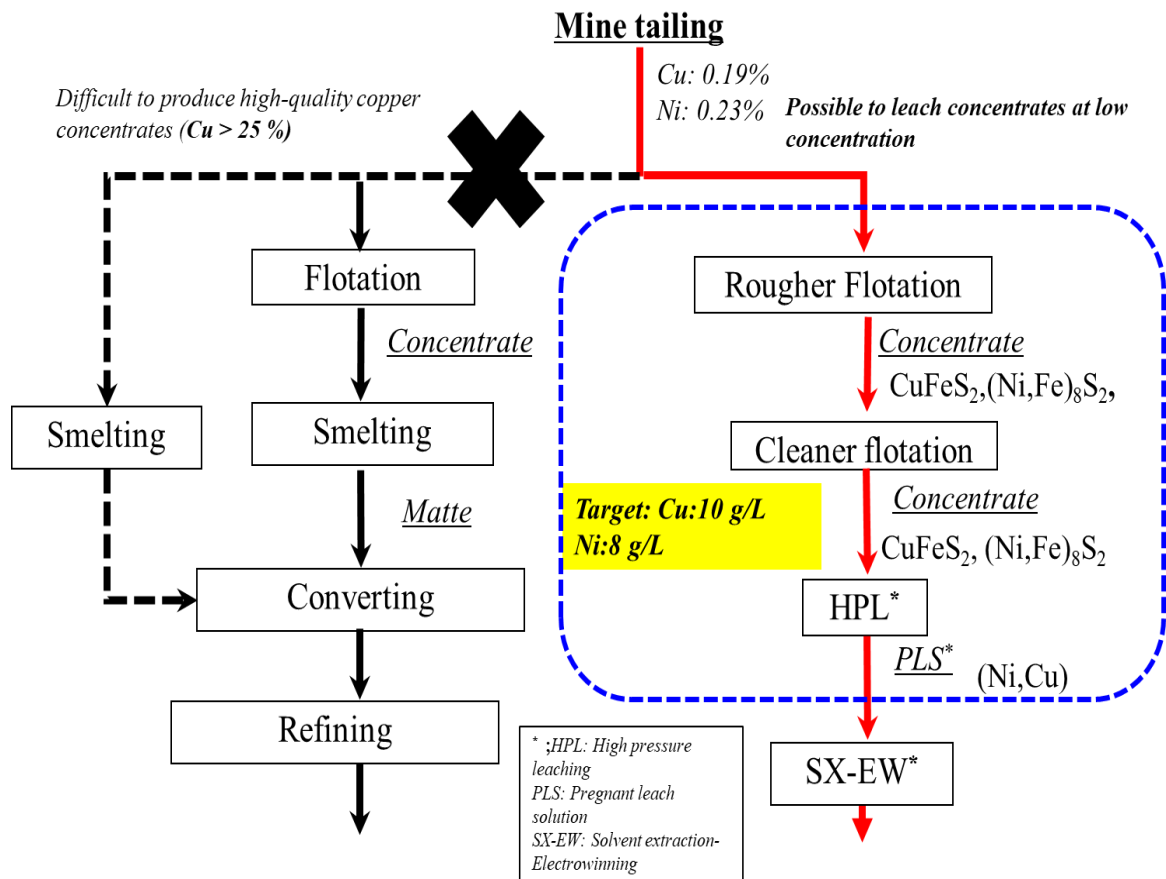 Mine tailing
Cu: 0.19%
Ni: 0.23%
Possible to leach concentrates at low
concentration
Difficult to produce high-quality copper
concentrates (Cu > 25 %)
Flotation
Concentrate
Smelting
Smelting
Matte
Converting
Refining
Rougher Flotation
Concentrate
CuFeS₂,(Ni,Fe)₈S₂,
Cleaner flotation
Concentrate
CuFeS₂, (Ni,Fe)₈S₂
Target: Cu:10 g/L
Ni:8 g/L
HPL*
PLS*
(Ni,Cu)
SX-EW*
* ;HPL: High pressure
leaching
PLS: Pregnant leach
solution
SX-EW: Solvent extraction-
Electrowinning